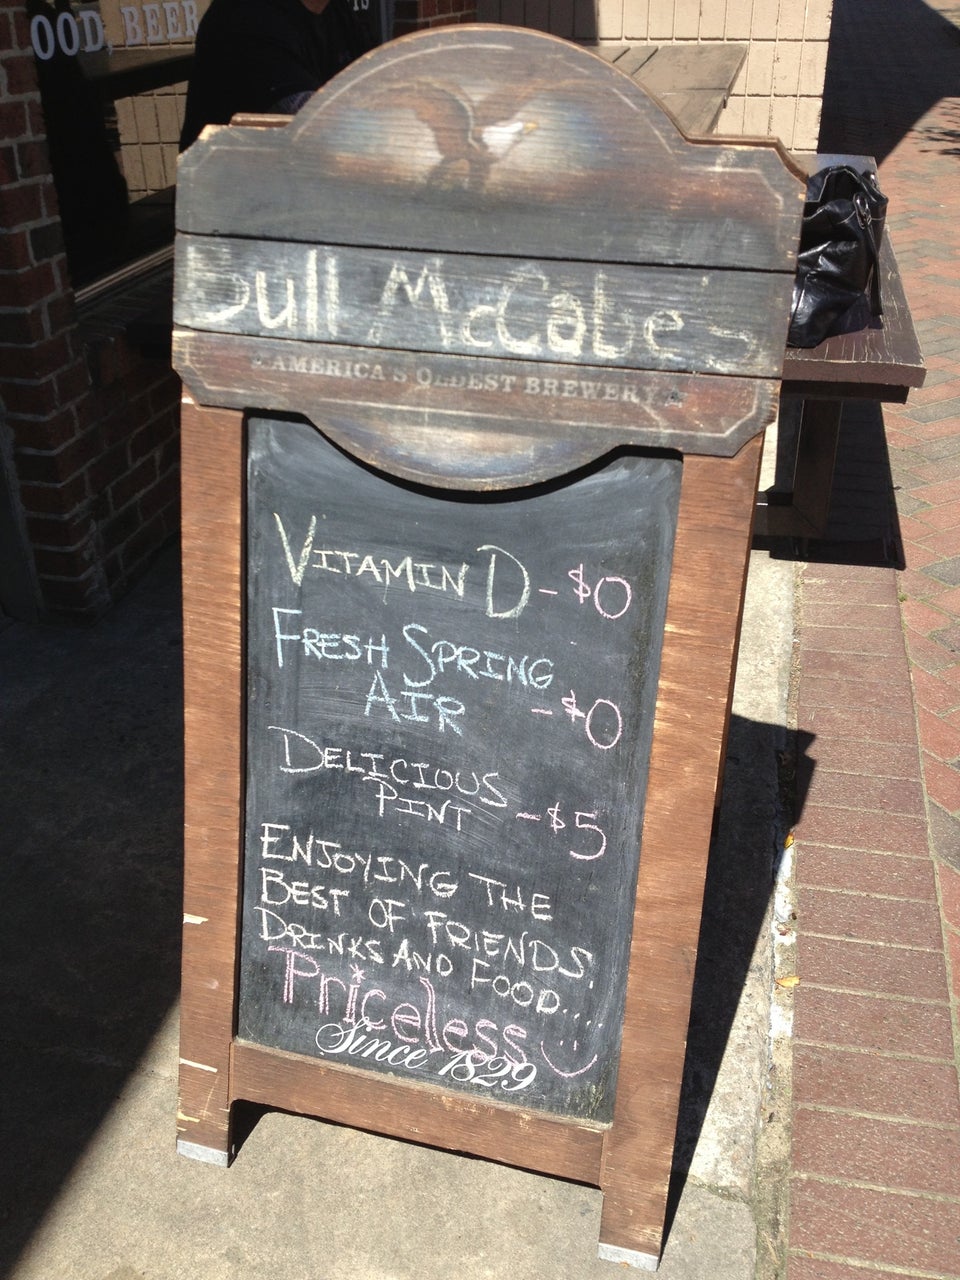 OOD, BEER
Bull McCabe's
AMERICA'S OLDEST BREWERY
VITAMIN D - $0
FRESH SPRING
AIR - $0
DELICIOUS
PINT - $5
ENJOYING THE
BEST OF FRIENDS,
DRINKS AND FOOD....
Priceless
Since 1829